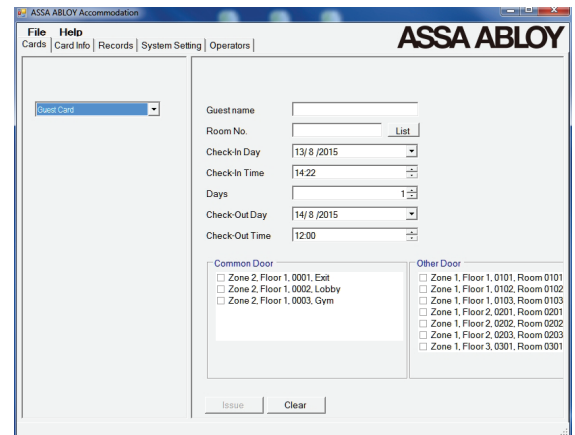 ASSA ABLOY Accommodation
File Help
ASSA ABLOY
Cards Card Info Records System Setting Operators
Guest Card
Guest name
Room No. List
Check-In Day 13/ 8 /2015
Check-In Time 14:22
Days 1
Check-Out Day 14/ 8 /2015
Check-Out Time 12:00
Common Door
Zone 2, Floor 1, 0001, Exit
Zone 2, Floor 1, 0002, Lobby
Zone 2, Floor 1, 0003, Gym
Other Door
Zone 1, Floor 1, 0101, Room 0101
Zone 1, Floor 1, 0102, Room 0102
Zone 1, Floor 1, 0103, Room 0103
Zone 1, Floor 2, 0201, Room 0201
Zone 1, Floor 2, 0202, Room 0202
Zone 1, Floor 2, 0203, Room 0203
Zone 1, Floor 3, 0301, Room 0301
Issue Clear